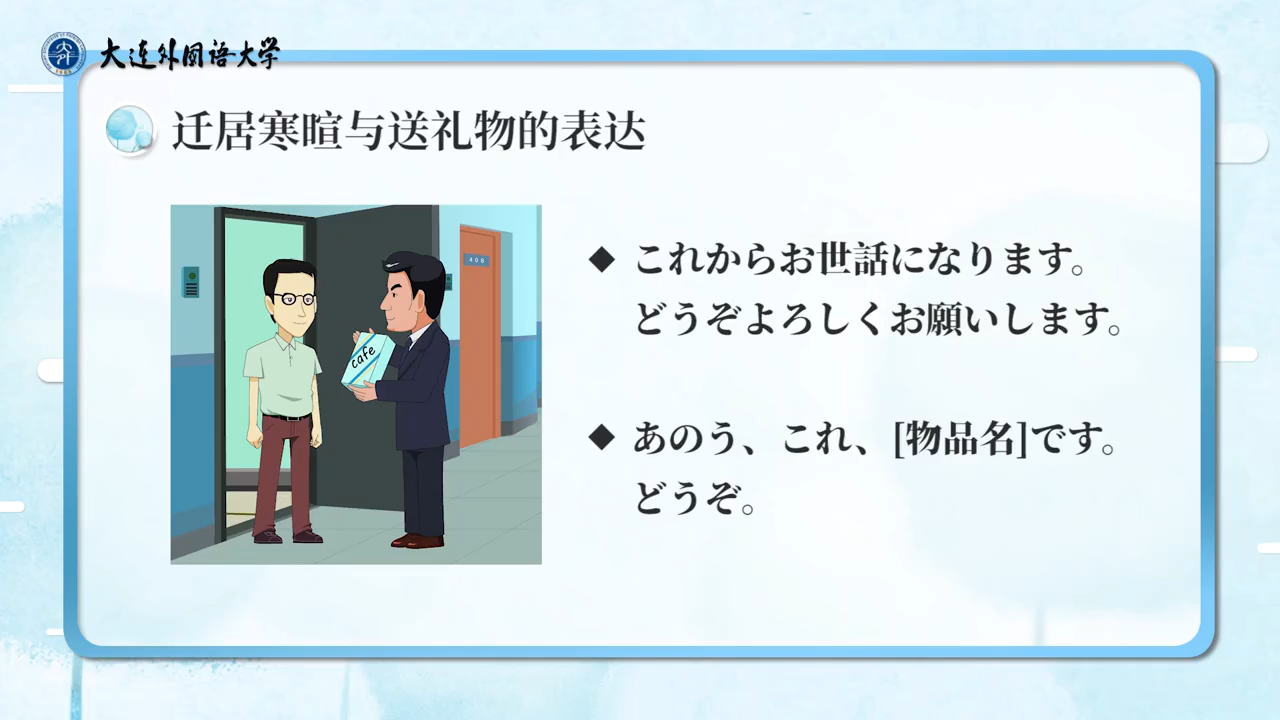 大连外国语大学
迁居寒暄与送礼物的表达
cafe
408
◆ これからお世話になります。
どうぞよろしくお願いします。
◆ あのう、これ、[物品名]です。
どうぞ。